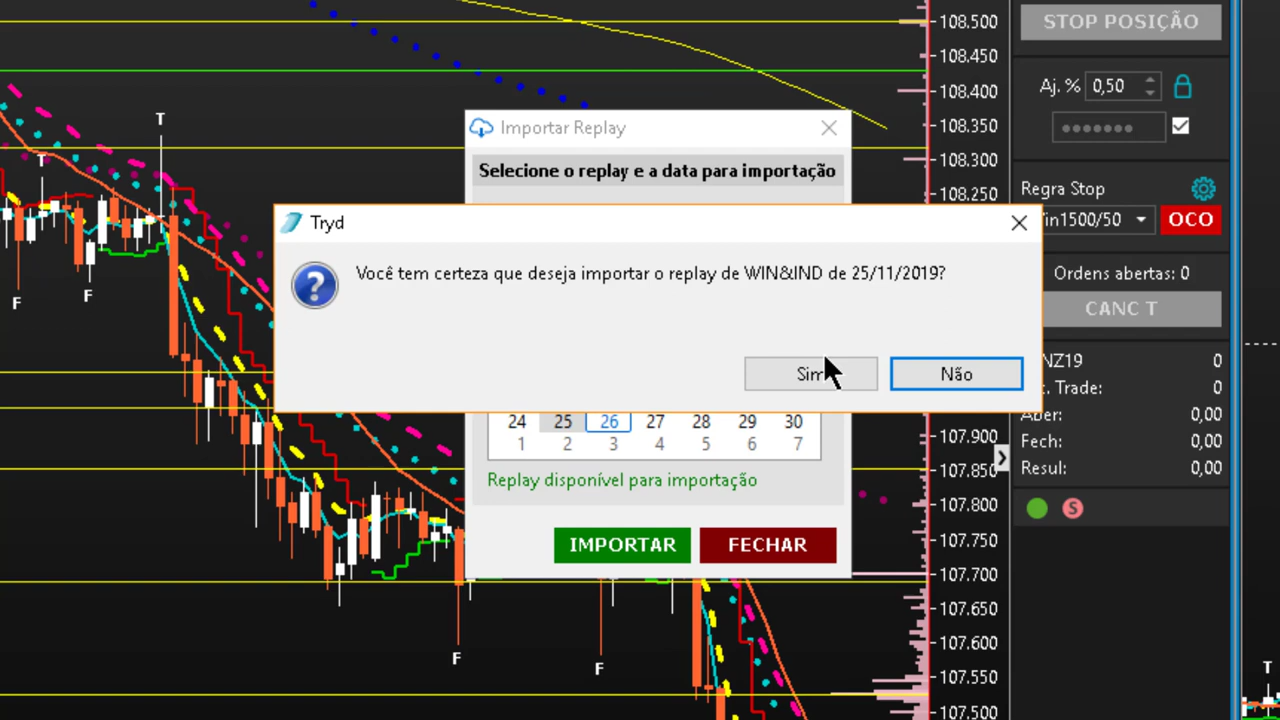 108.500
108.450
108.400
108.350
108.300
108.250
107.900
107.850
107.800
107.750
107.700
107.650
107.600
107.550
107.500
T
T
F
F
F
F
T
Importar Replay
Selecione o replay e a data para importação
Tryd
Você tem certeza que deseja importar o replay de WIN&IND de 25/11/2019?
Sim
Não
24 25 26 27 28 29 30
1 2 3 4 5 6 7
Replay disponível para importação
IMPORTAR FECHAR
STOP POSIÇÃO
Aj. % 0,50
Regra Stop
in1500/50 OCO
Ordens abertas: 0
CANC T
NZ19 0
. Trade: 0
Aber: 0,00
Fech: 0,00
Resul: 0,00
S